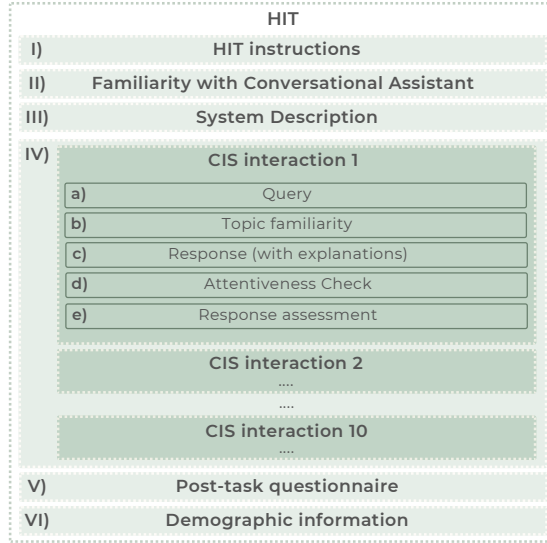 HIT
I) HIT instructions
II) Familiarity with Conversational Assistant
III) System Description
IV) CIS interaction 1
a) Query
b) Topic familiarity
c) Response (with explanations)
d) Attentiveness Check
e) Response assessment
CIS interaction 2
....
....
CIS interaction 10
....
V) Post-task questionnaire
VI) Demographic information